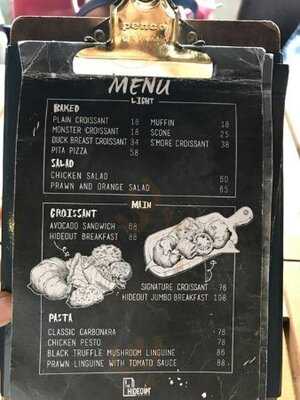 penco
MENU
LIGHT
BAKED
PLAIN CROISSANT 18
MONSTER CROISSANT 18
DUCK BREAST CROISSANT 34
PITA PIZZA 58
MUFFIN 18
SCONE 25
S'MORE CROISSANT 38
SALAD
CHICKEN SALAD 60
PRAWN AND ORANGE SALAD 65
MAIN
CROISSANT
AVOCADO SANDWICH 68
HIDEOUT BREAKFAST 88
SIGNATURE CROISSANT 76
HIDEOUT JUMBO BREAKFAST 108
PASTA
CLASSIC CARBONARA 78
CHICKEN PESTO 78
BLACK TRUFFLE MUSHROOM LINGUINE 86
PRAWN LINGUINE WITH TOMATO SAUCE 88
HIDEOUT